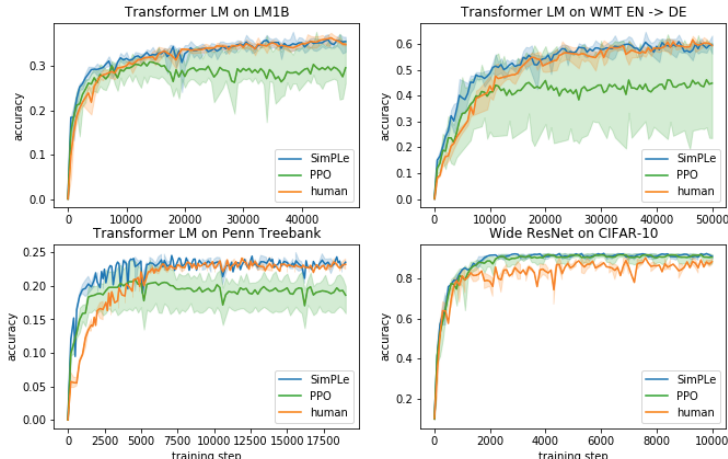 Transformer LM on LM1B
accuracy
0.3
0.2
0.1
0.0
0
10000
20000
30000
40000
SimPLe
PPO
human
Transformer LM on WMT EN -> DE
accuracy
0.6
0.5
0.4
0.3
0.2
0.1
0.0
0
10000
20000
30000
40000
50000
SimPLe
PPO
human
Transformer LM on Penn Treebank
accuracy
0.25
0.20
0.15
0.10
0.05
0.00
0
2500
5000
7500
10000
12500
15000
17500
training step
SimPLe
PPO
human
Wide ResNet on CIFAR-10
accuracy
0.8
0.6
0.4
0.2
0
2000
4000
6000
8000
10000
training step
SimPLe
PPO
human